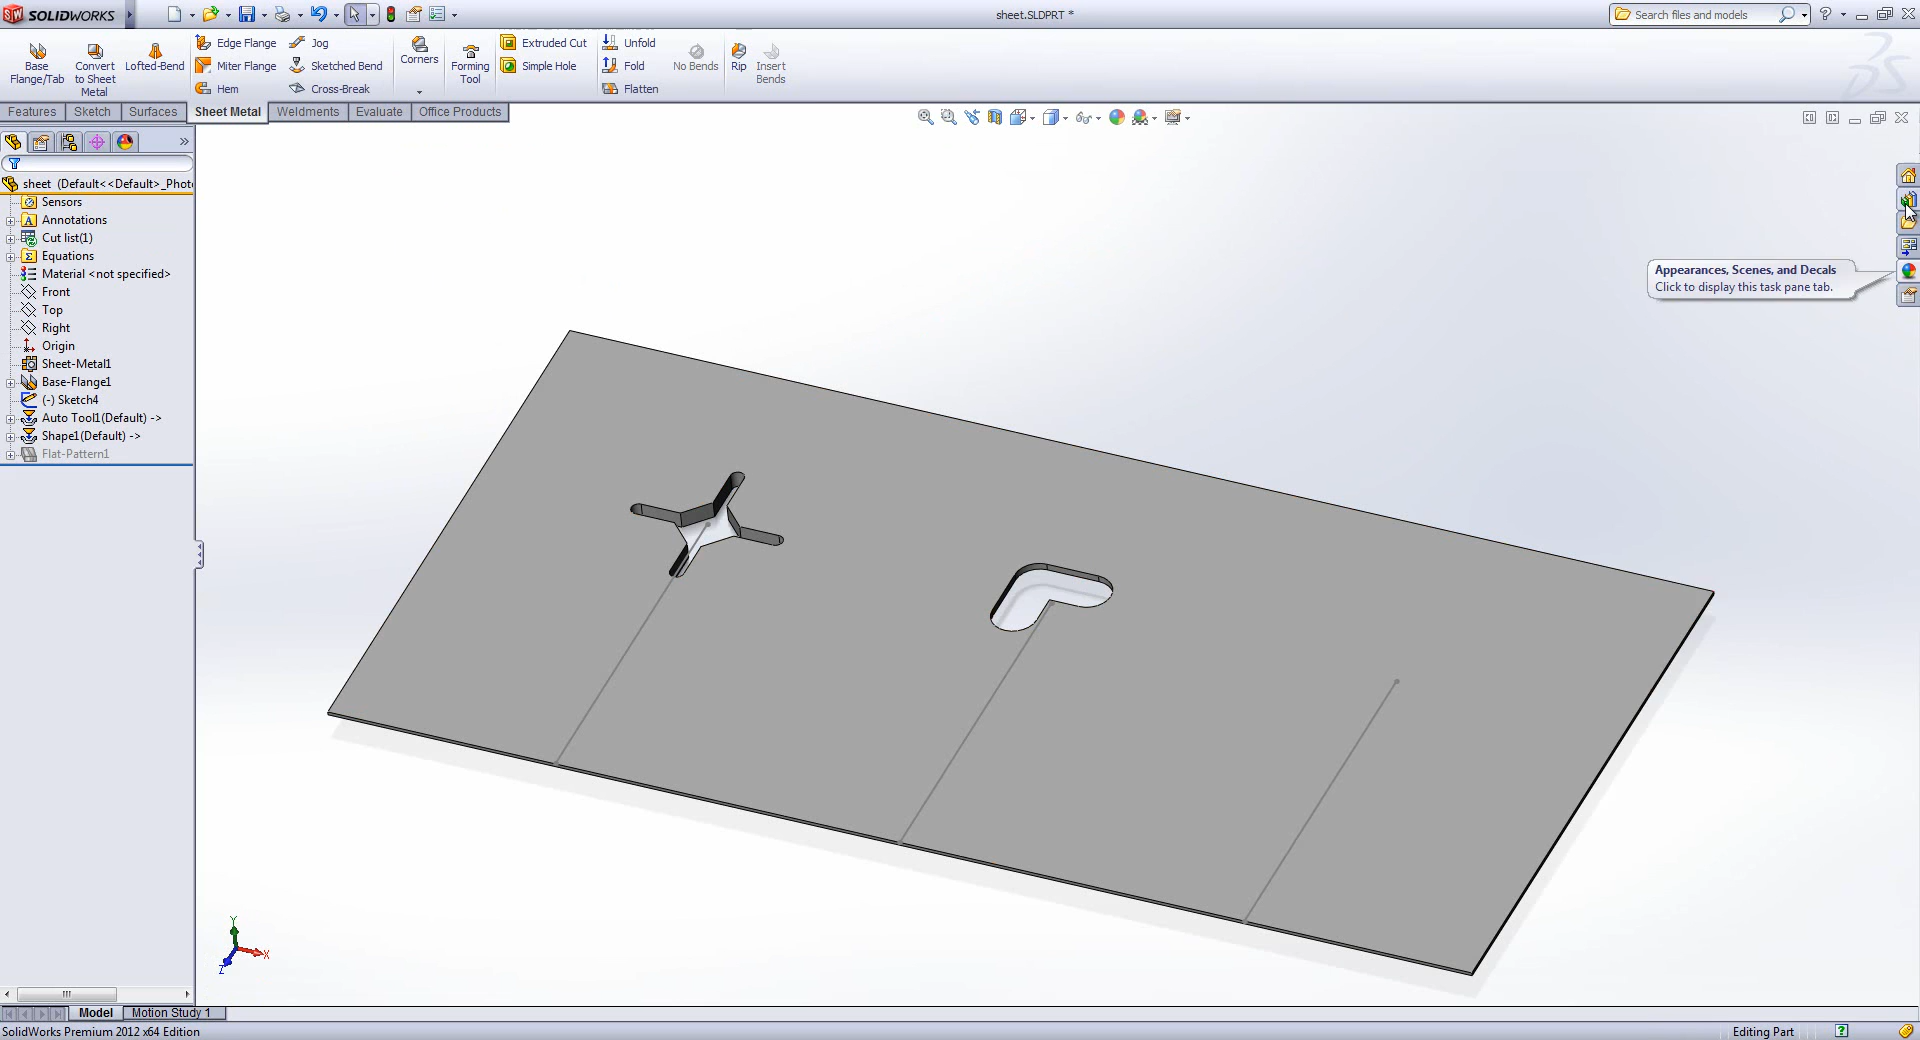 SOLIDWORKS
sheet.SLDPRT *
Search files and models
Base Flange/Tab
Convert to Sheet Metal
Lofted-Bend
Edge Flange
Miter Flange
Hem
Jog
Sketched Bend
Cross-Break
Corners
Forming Tool
Extruded Cut
Simple Hole
Unfold
Fold
Flatten
No Bends
Rip
Insert Bends
Features
Sketch
Surfaces
Sheet Metal
Weldments
Evaluate
Office Products
sheet (Default<<Default>_Phot
Sensors
Annotations
Cut list(1)
Equations
Material <not specified>
Front
Top
Right
Origin
Sheet-Metal1
Base-Flange1
(-) Sketch4
Auto Tool1(Default) ->
Shape1(Default) ->
Flat-Pattern1
Appearances, Scenes, and Decals
Click to display this task pane tab.
Y
X
Z
Model
Motion Study 1
SolidWorks Premium 2012 x64 Edition
Editing Part